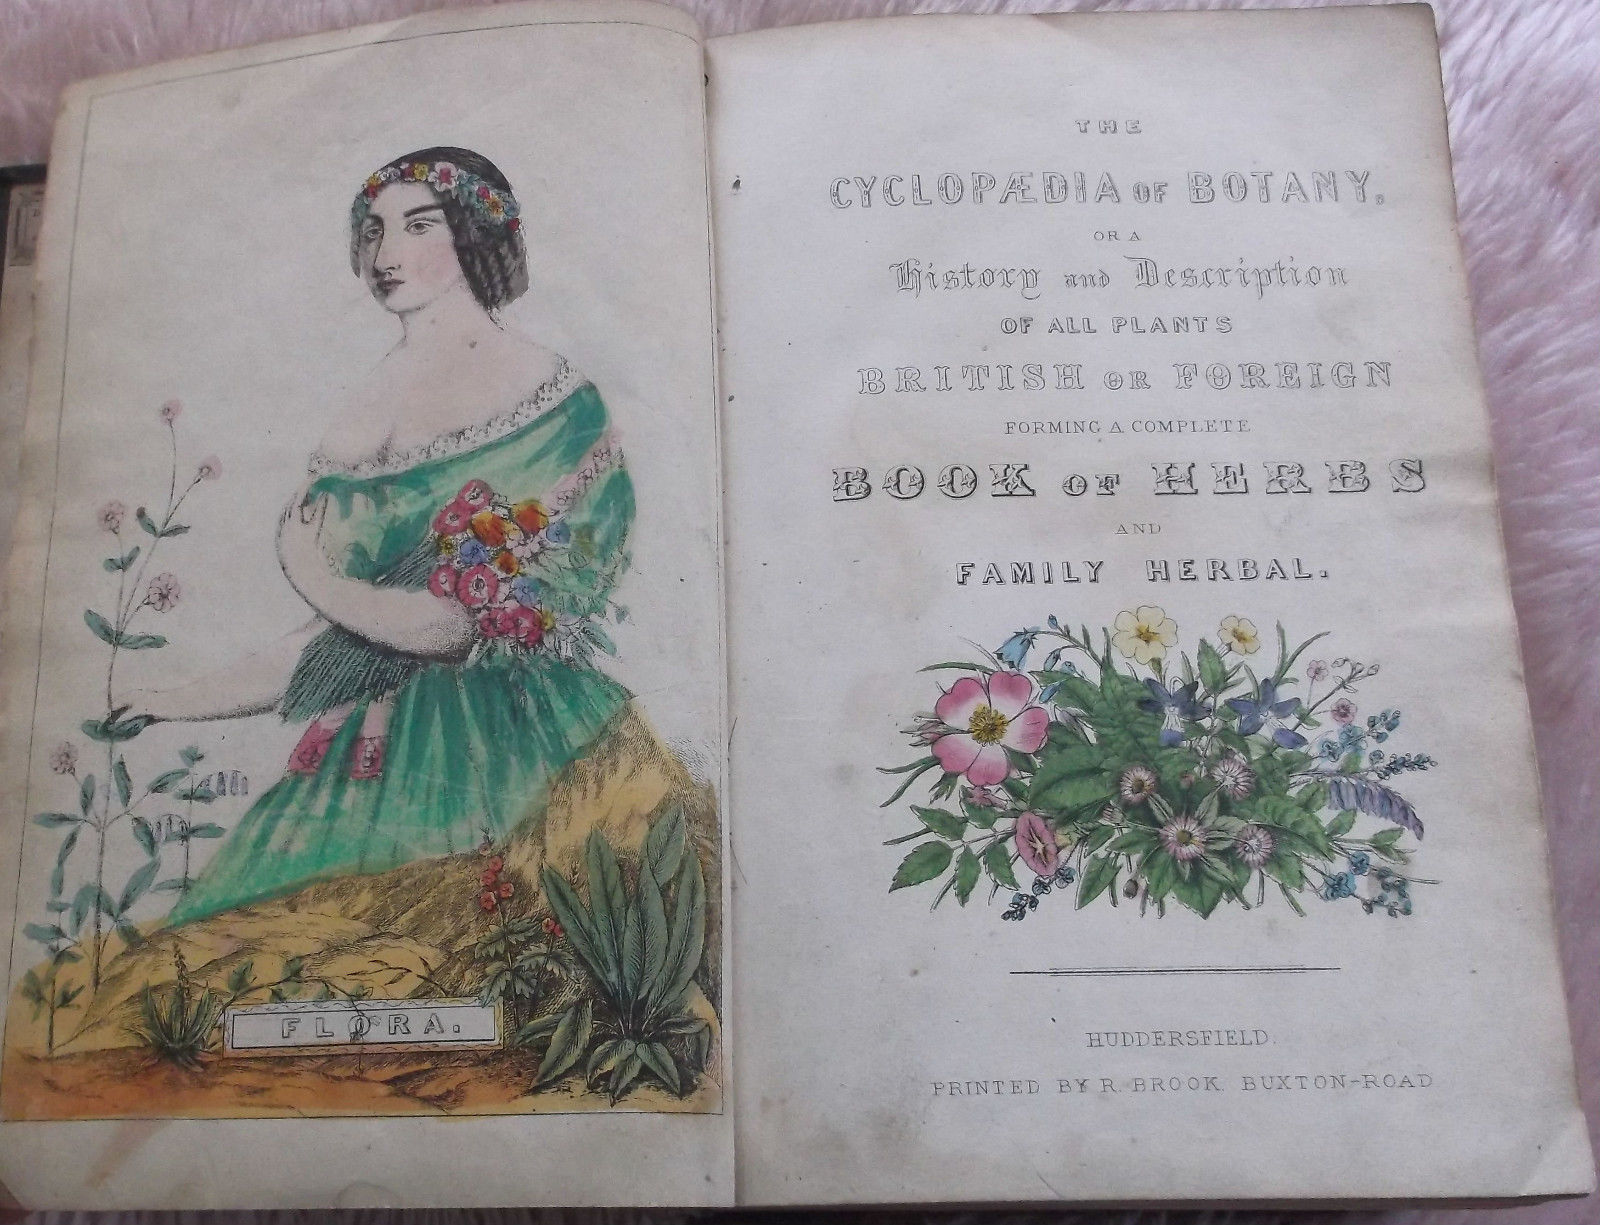 FLORA.
THE
CYCLOPÆDIA OF BOTANY,
OR A
History and Description
OF ALL PLANTS
BRITISH OR FOREIGN
FORMING A COMPLETE
BOOK OF HERBS
AND
FAMILY HERBAL.
HUDDERSFIELD.
PRINTED BY R. BROOK. BUXTON-ROAD